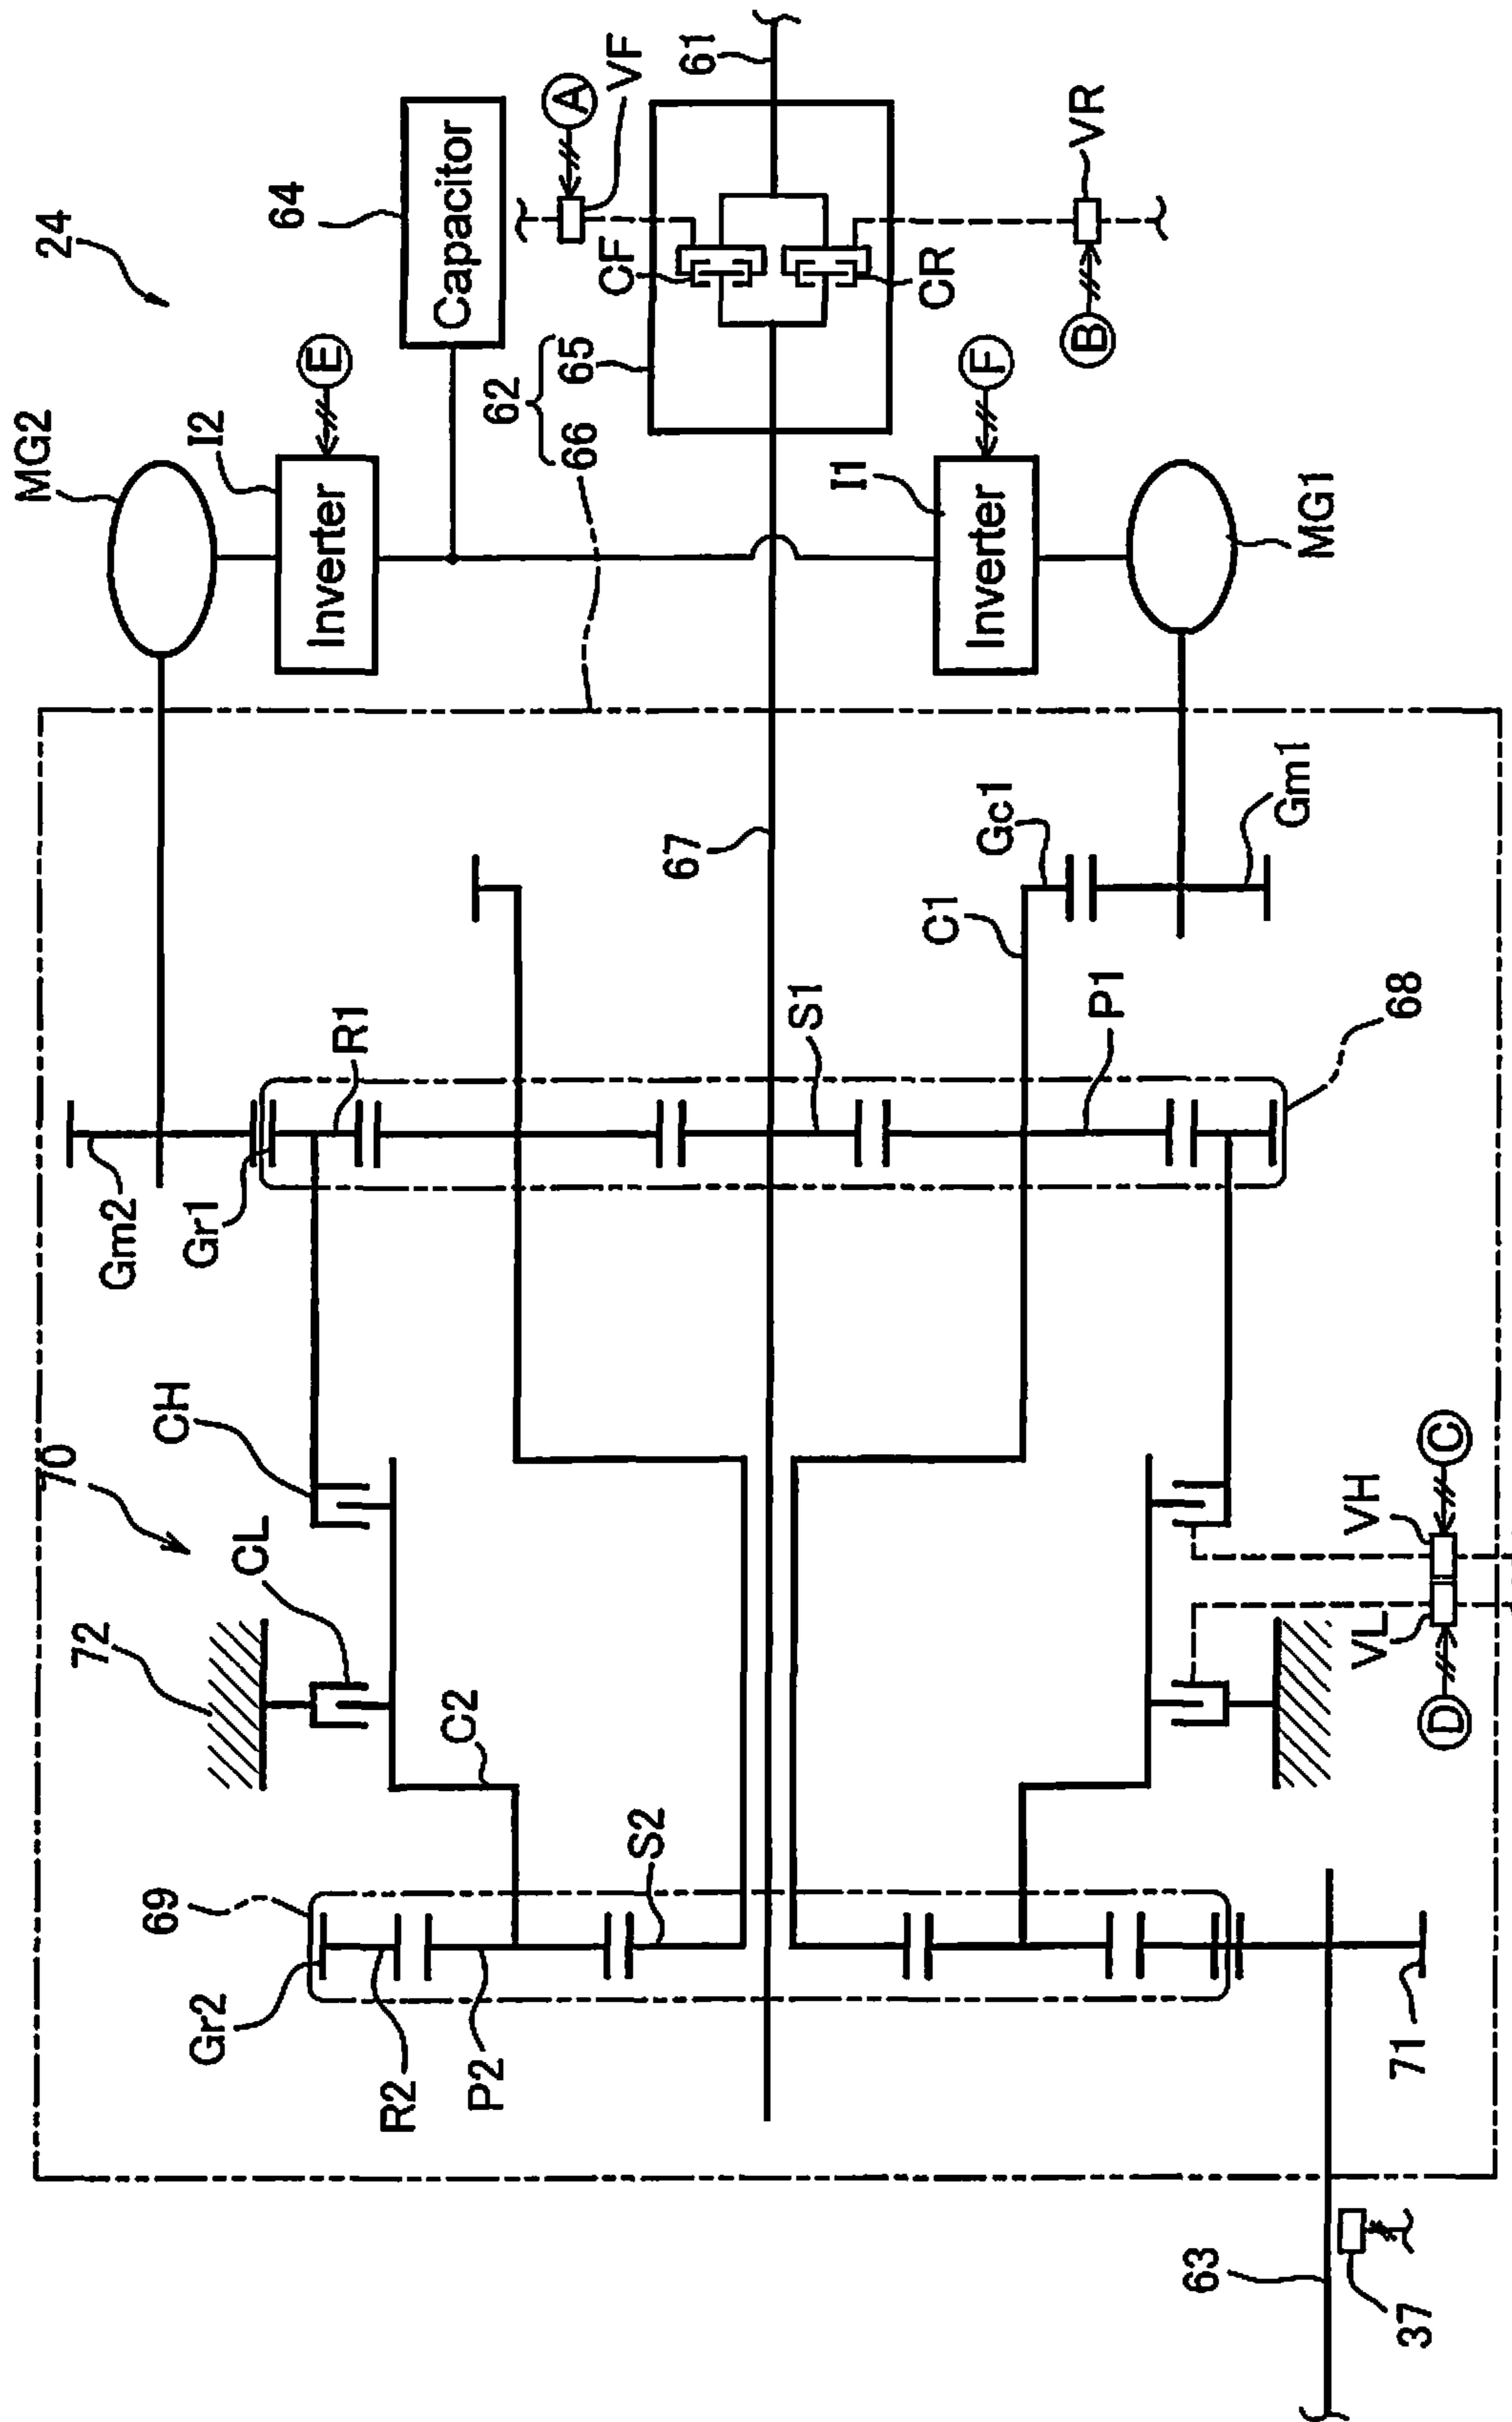 24
MG2
I2
Inverter
E
64
Capacitor
A
VF
62
65
66
CF
CR
61
VR
B
F
I1
Inverter
MG1
67
Gc1
Gm1
C1
Gm2
Gr1
R1
S1
P1
68
70
CH
CL
72
C2
VH
C
VL
D
69
S2
Gr2
R2
P2
71
63
37